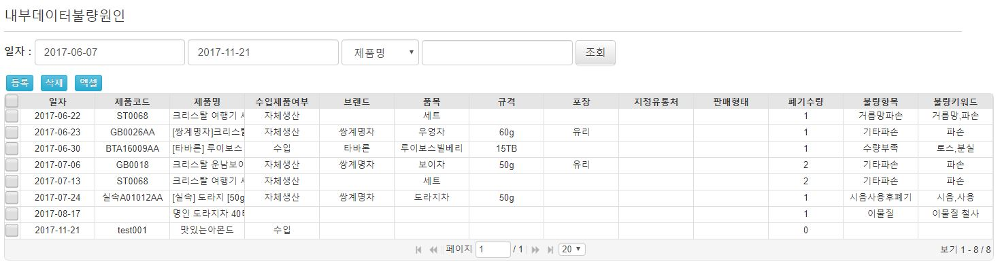 내부데이터불량원인
일자 : 2017-06-07 2017-11-21 제품명 조회
등록 삭제 엑셀
일자 제품코드 제품명 수입제품여부 브랜드 품목 규격 포장 지정유통처 판매형태 폐기수량 불량항목 불량키워드
2017-06-22 ST0068 크리스탈 여행기 자체생산 세트 1 거름망파손 거름망,파손
2017-06-23 GB0026AA [쌍계명차]크리스탈 자체생산 쌍계명차 우엉차 60g 유리 1 기타파손 파손
2017-06-30 BTA16009AA [타바론] 루이보스 수입 타바론 루이보스빌베리 15TB 1 수량부족 로스,분실
2017-07-06 GB0018 크리스탈 운남보이 자체생산 쌍계명차 보이차 50g 유리 2 기타파손 파손
2017-07-13 ST0068 크리스탈 여행기 자체생산 세트 2 기타파손 파손
2017-07-24 실속A01012AA [실속] 도라지 [50g 자체생산 쌍계명차 도라지차 50g 1 시음사용후폐기 시음,사용
2017-08-17 명인 도라지차 40 1 이물질 이물질 철사
2017-11-21 test001 맛있는아몬드 수입 0
페이지 1 / 1 20 보기 1 - 8 / 8